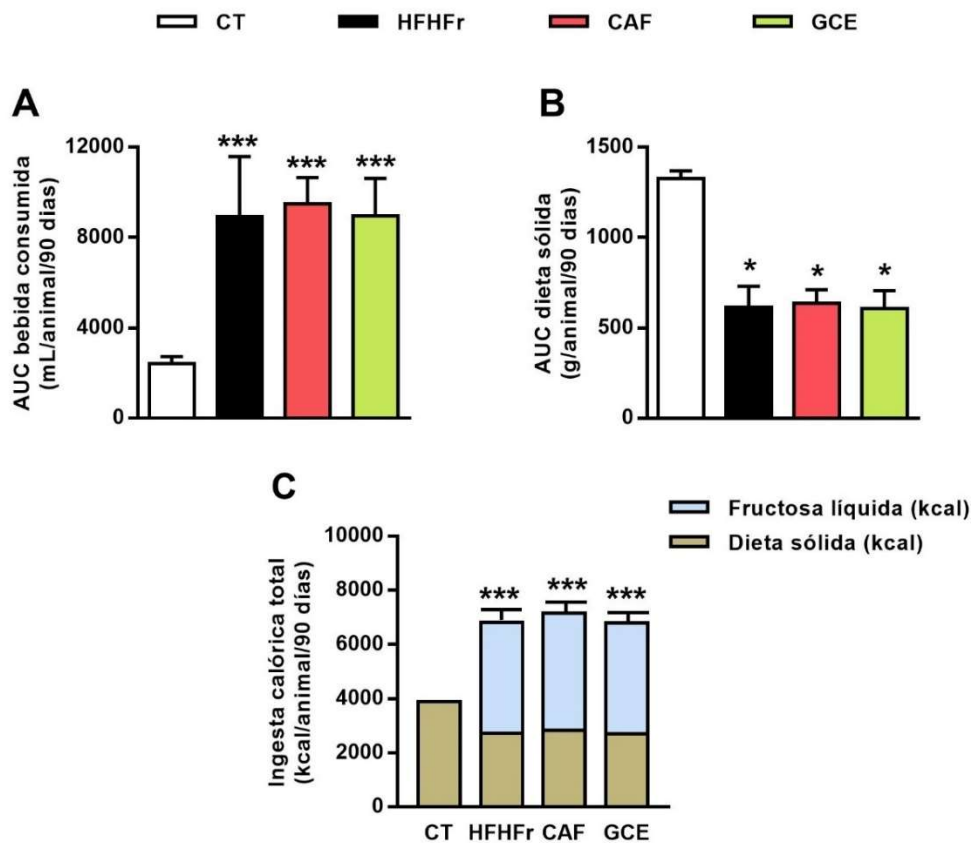 CT HFHFr CAF GCE
A
AUC bebida consumida
(mL/animal/90 dias)
12000
8000
4000
0
***
***
***
B
AUC dieta sólida
(g/animal/90 dias)
1500
1000
500
0
*
*
*
C
Ingesta calórica total
(kcal/animal/90 días)
10000
8000
6000
4000
2000
0
***
***
***
CT HFHFr CAF GCE
Fructosa líquida (kcal)
Dieta sólida (kcal)